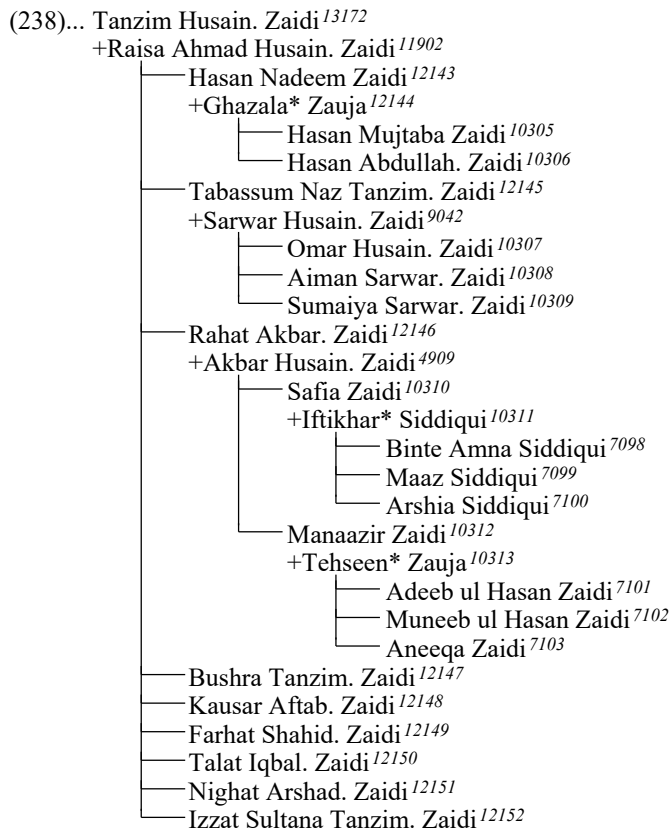 (238)... Tanzim Husain. Zaidi 13172
+Raisa Ahmad Husain. Zaidi 11902
Hasan Nadeem Zaidi 12143
+Ghazala* Zauja 12144
Hasan Mujtaba Zaidi 10305
Hasan Abdullah. Zaidi 10306
Tabassum Naz Tanzim. Zaidi 12145
+Sarwar Husain. Zaidi 9042
Omar Husain. Zaidi 10307
Aiman Sarwar. Zaidi 10308
Sumaiya Sarwar. Zaidi 10309
Rahat Akbar. Zaidi 12146
+Akbar Husain. Zaidi 4909
Safia Zaidi 10310
+Iftikhar* Siddiqui 10311
Binte Amna Siddiqui 7098
Maaz Siddiqui 7099
Arshia Siddiqui 7100
Manaazir Zaidi 10312
+Tehseen* Zauja 10313
Adeeb ul Hasan Zaidi 7101
Muneeb ul Hasan Zaidi 7102
Aneeqa Zaidi 7103
Bushra Tanzim. Zaidi 12147
Kausar Aftab. Zaidi 12148
Farhat Shahid. Zaidi 12149
Talat Iqbal. Zaidi 12150
Nighat Arshad. Zaidi 12151
Izzat Sultana Tanzim. Zaidi 12152